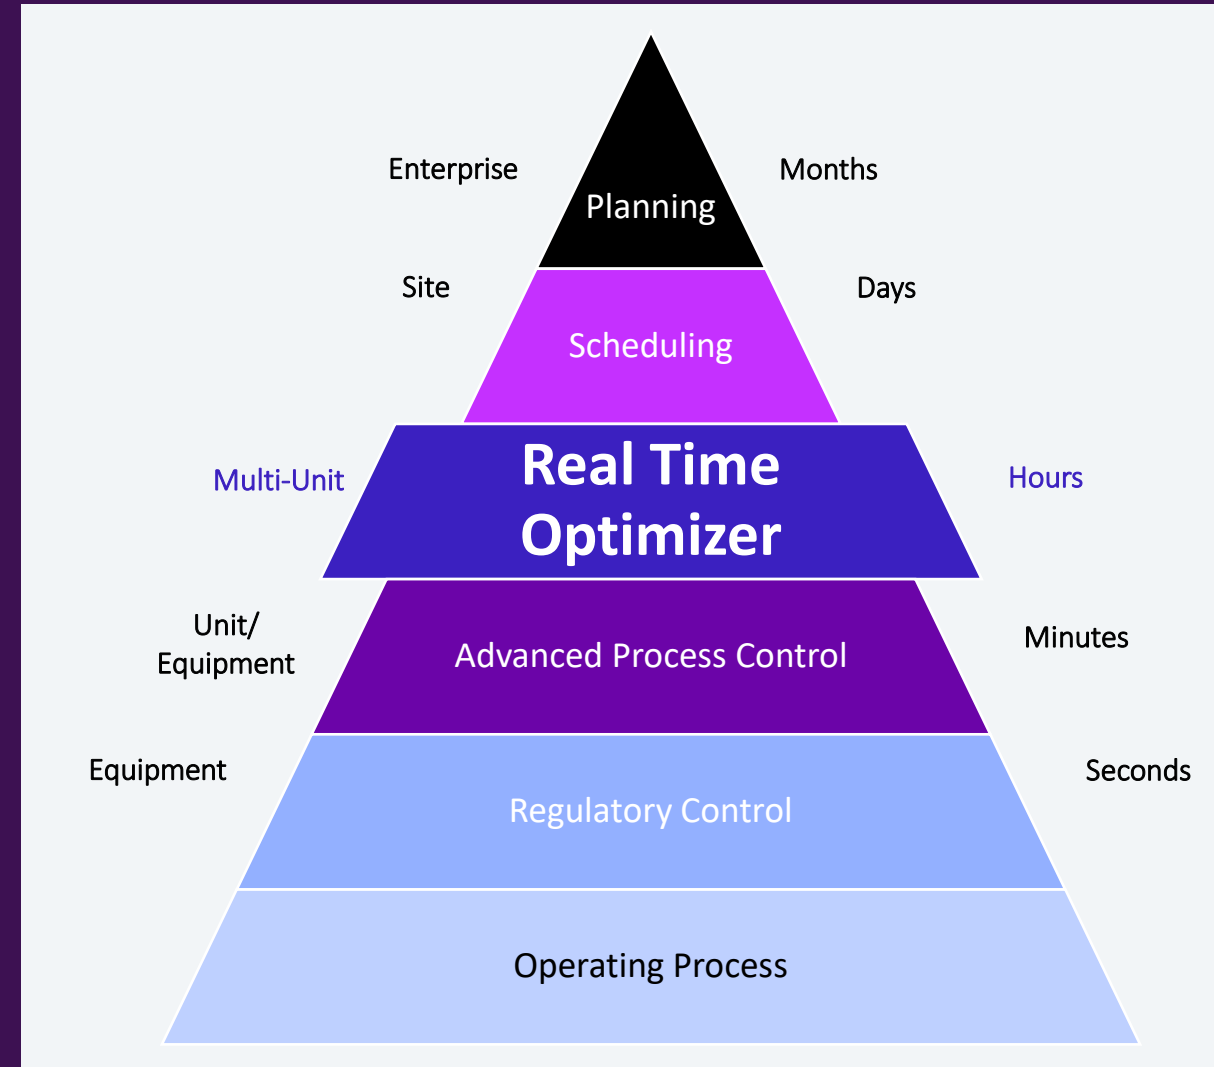 Enterprise
Months
Planning
Site
Days
Scheduling
Multi-Unit
Real Time
Optimizer
Hours
Unit/
Equipment
Advanced Process Control
Minutes
Equipment
Seconds
Regulatory Control
Operating Process